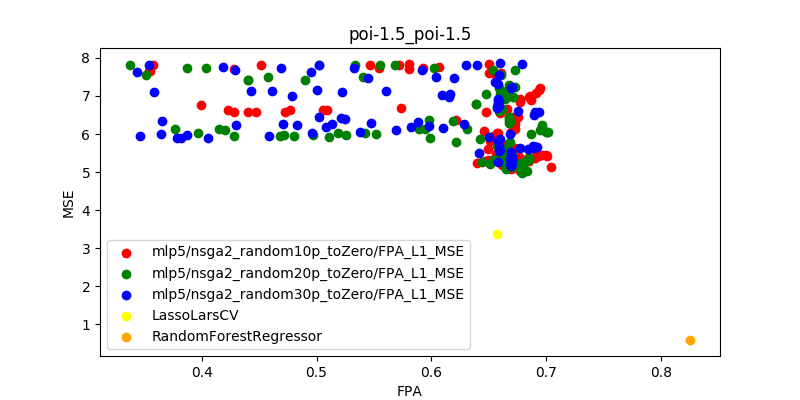 poi-1.5_poi-1.5
MSE
8
7
6
5
4
3
2
1
mlp5/nsga2_random10p_toZero/FPA_L1_MSE
mlp5/nsga2_random20p_toZero/FPA_L1_MSE
mlp5/nsga2_random30p_toZero/FPA_L1_MSE
LassoLarsCV
RandomForestRegressor
0.4 0.5 0.6 0.7 0.8
FPA